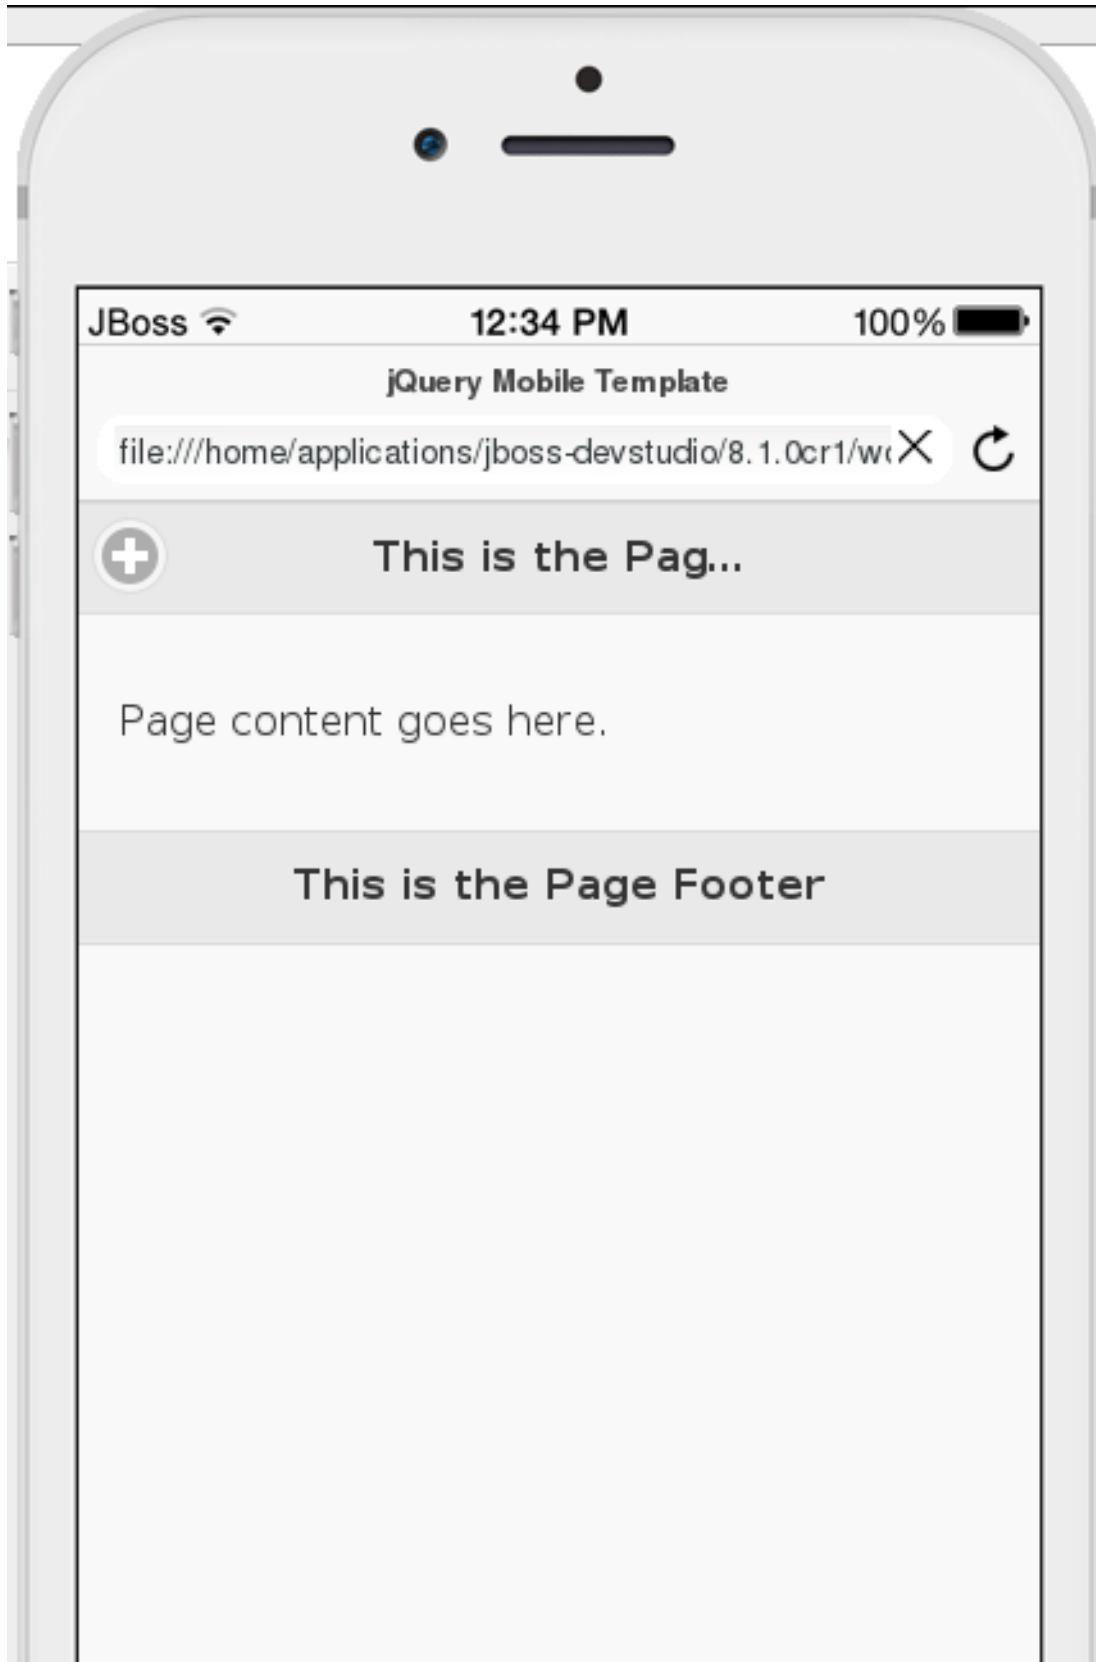 JBoss 12:34 PM 100%
jQuery Mobile Template
file:///home/applications/jboss-devstudio/8.1.0cr1/
This is the Pag...
Page content goes here.
This is the Page Footer